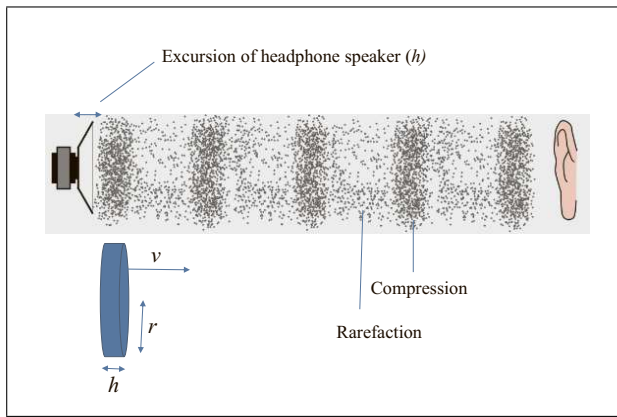 Excursion of headphone speaker (h)
v
Compression
r
Rarefaction
h